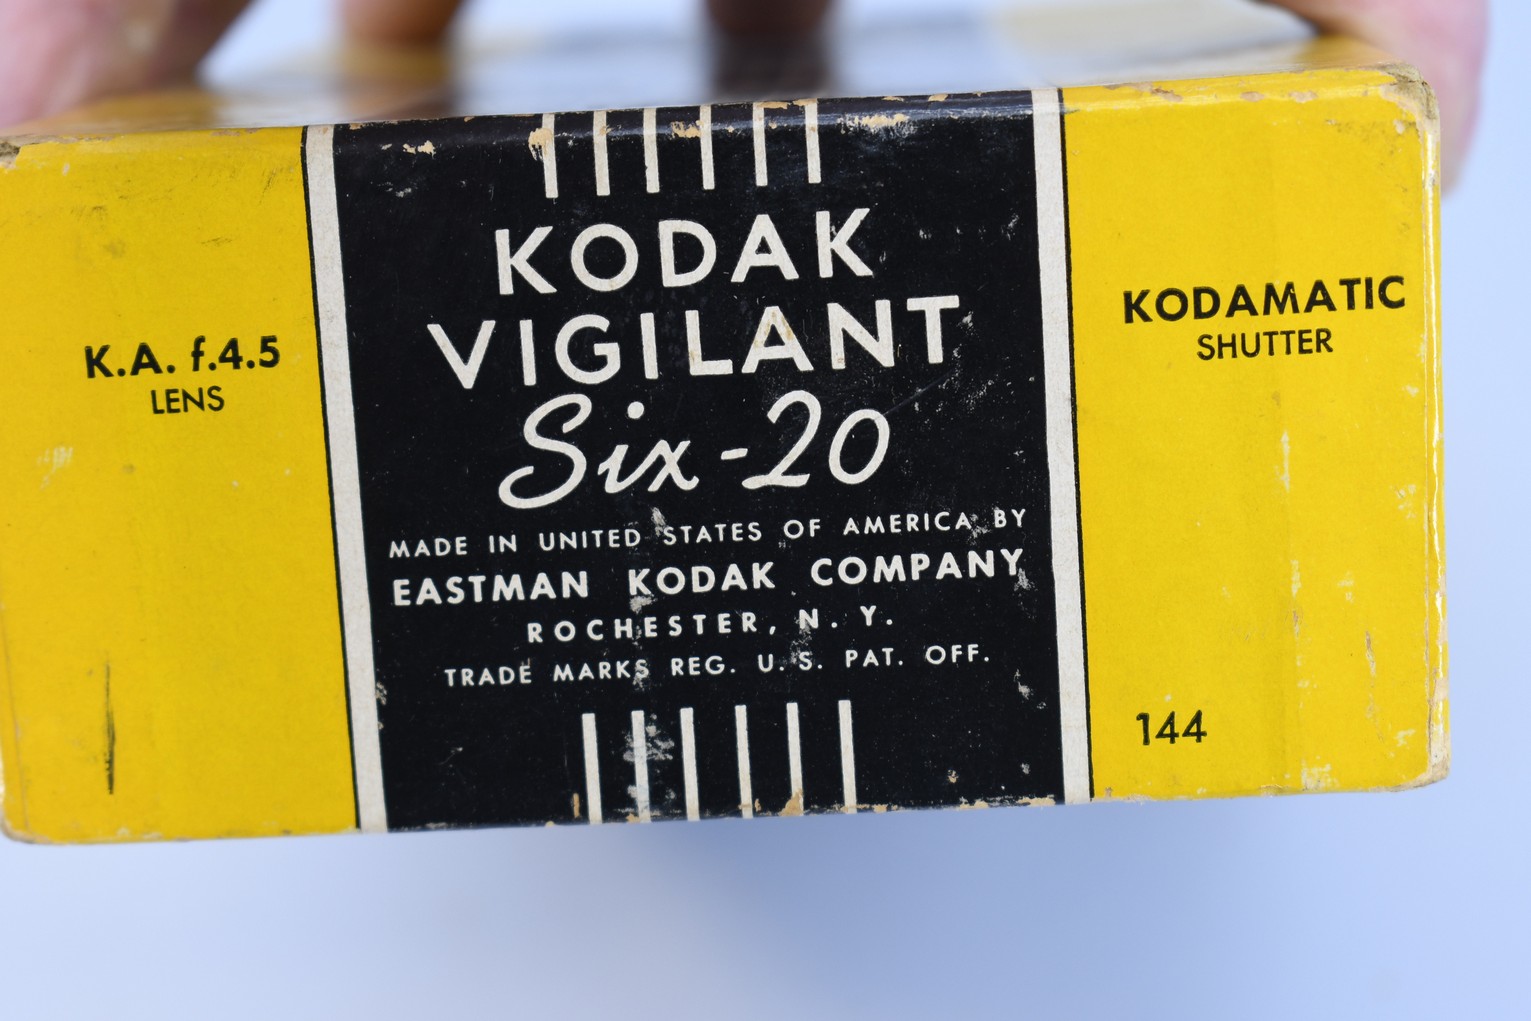 KODAK
VIGILANT
Six-20
MADE IN UNITED STATES OF AMERICA BY
EASTMAN KODAK COMPANY
ROCHESTER, N. Y.
TRADE MARKS REG. U. S. PAT. OFF.
K.A. f.4.5
LENS
KODAMATIC
SHUTTER
144